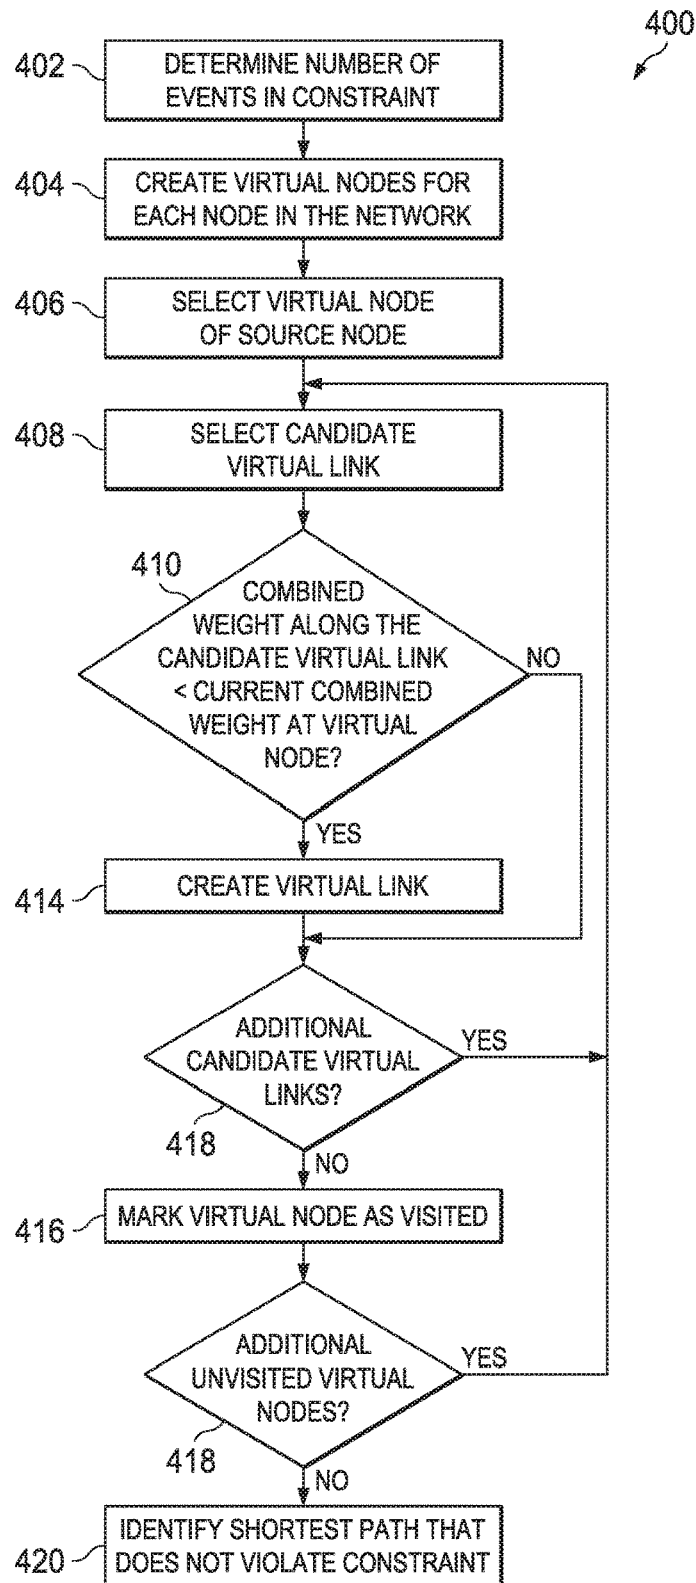 400
402
DETERMINE NUMBER OF
EVENTS IN CONSTRAINT
404
CREATE VIRTUAL NODES FOR
EACH NODE IN THE NETWORK
406
SELECT VIRTUAL NODE
OF SOURCE NODE
408
SELECT CANDIDATE
VIRTUAL LINK
410
COMBINED
WEIGHT ALONG THE
CANDIDATE VIRTUAL LINK
< CURRENT COMBINED
WEIGHT AT VIRTUAL
NODE?
NO
YES
414
CREATE VIRTUAL LINK
ADDITIONAL
CANDIDATE VIRTUAL
LINKS?
YES
418
NO
416
MARK VIRTUAL NODE AS VISITED
ADDITIONAL
UNVISITED VIRTUAL
NODES?
YES
418
NO
420
IDENTIFY SHORTEST PATH THAT
DOES NOT VIOLATE CONSTRAINT